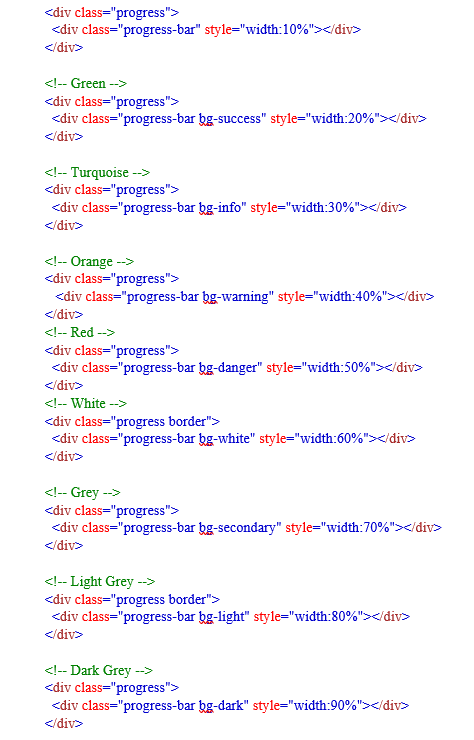 <div class="progress">
<div class="progress-bar" style="width:10%"></div>
</div>
<!-- Green -->
<div class="progress">
<div class="progress-bar bg-success" style="width:20%"></div>
</div>
<!-- Turquoise -->
<div class="progress">
<div class="progress-bar bg-info" style="width:30%"></div>
</div>
<!-- Orange -->
<div class="progress">
<div class="progress-bar bg-warning" style="width:40%"></div>
</div>
<!-- Red -->
<div class="progress">
<div class="progress-bar bg-danger" style="width:50%"></div>
</div>
<!-- White -->
<div class="progress border">
<div class="progress-bar bg-white" style="width:60%"></div>
</div>
<!-- Grey -->
<div class="progress">
<div class="progress-bar bg-secondary" style="width:70%"></div>
</div>
<!-- Light Grey -->
<div class="progress border">
<div class="progress-bar bg-light" style="width:80%"></div>
</div>
<!-- Dark Grey -->
<div class="progress">
<div class="progress-bar bg-dark" style="width:90%"></div>
</div>